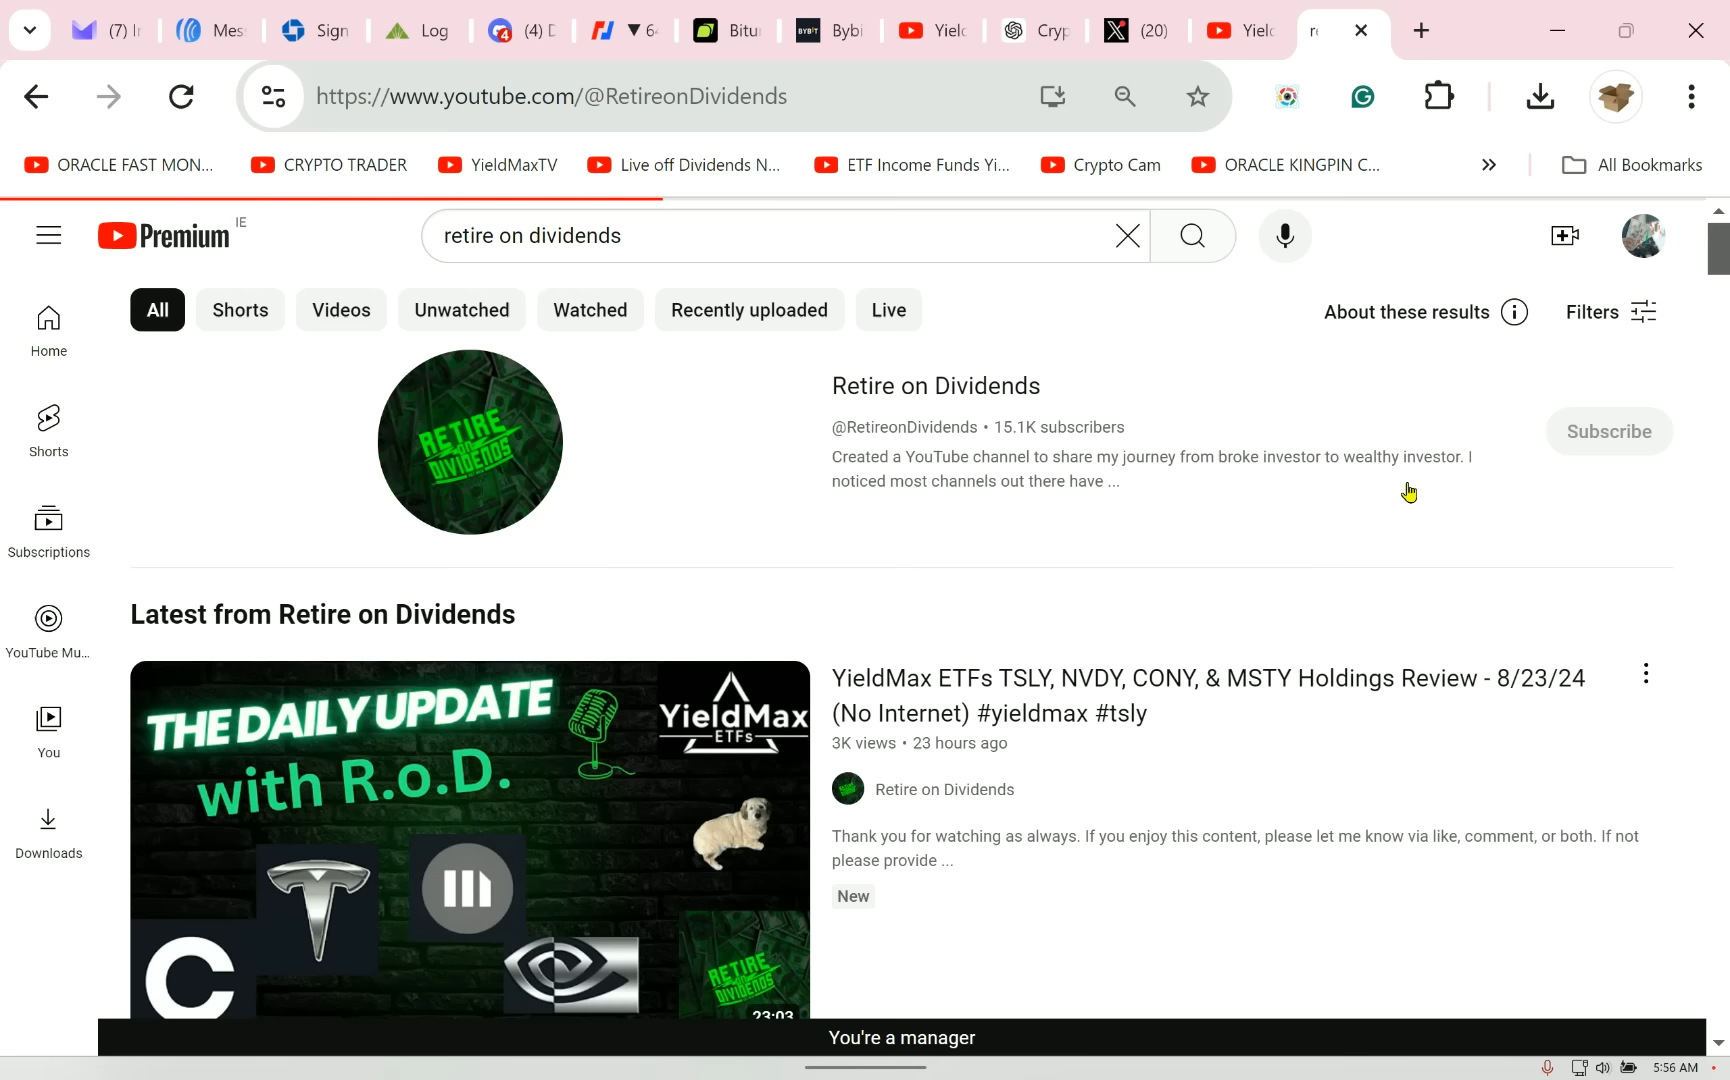 (7) I
Mes
Sign
Log
(4) D
▼ 64
Bitu
BYBIT
Bybi
Yield
Cryp
(20)
Yield
https://www.youtube.com/@RetireonDividends
ORACLE FAST MON...
CRYPTO TRADER
YieldMaxTV
Live off Dividends N...
ETF Income Funds Yi...
Crypto Cam
ORACLE KINGPIN C...
»
All Bookmarks
Premium IE
retire on dividends
All
Shorts
Videos
Unwatched
Watched
Recently uploaded
Live
About these results
Filters
Home
Shorts
Subscriptions
YouTube Mu...
You
Downloads
RETIRE
ON
DIVIDENDS
Retire on Dividends
@RetireonDividends • 15.1K subscribers
Created a YouTube channel to share my journey from broke investor to wealthy investor. I
noticed most channels out there have ...
Subscribe
Latest from Retire on Dividends
THE DAILY UPDATE
with R.o.D.
YieldMax
ETFs
RETIRE
ON
DIVIDENDS
23:03
YieldMax ETFs TSLY, NVDY, CONY, & MSTY Holdings Review - 8/23/24
(No Internet) #yieldmax #tsly
3K views • 23 hours ago
Retire on Dividends
Thank you for watching as always. If you enjoy this content, please let me know via like, comment, or both. If not
please provide ...
New
You're a manager
5:56 AM